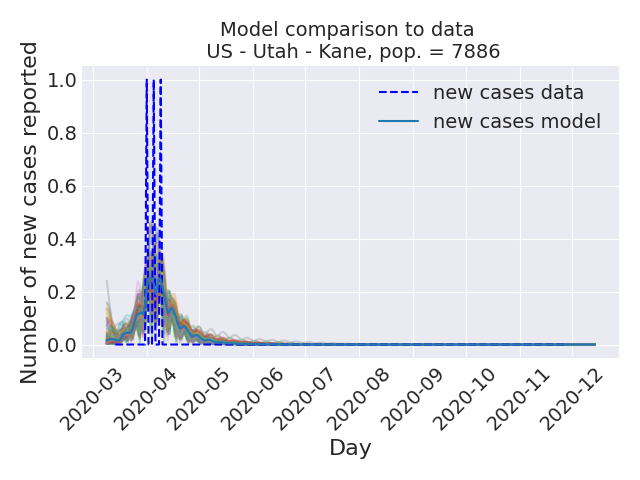 Model comparison to data
US - Utah - Kane, pop. = 7886
Number of new cases reported
1.0
0.8
0.6
0.4
0.2
0.0
new cases data
new cases model
2020-03
2020-04
2020-05
2020-06
2020-07
2020-08
2020-09
2020-10
2020-11
2020-12
Day